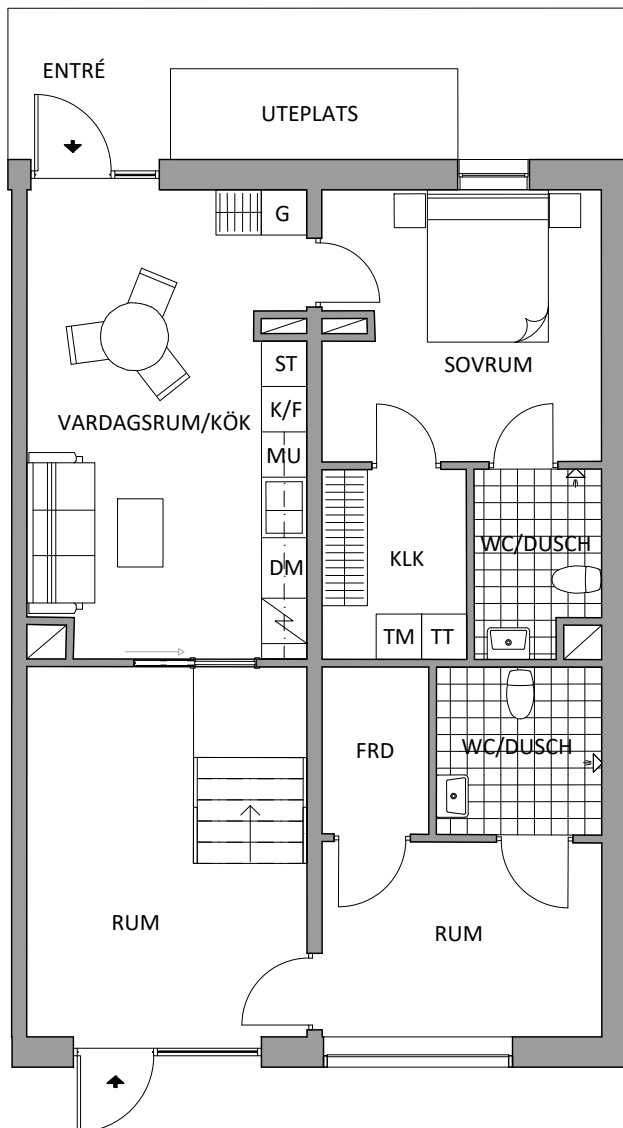 ENTRÉ
UTEPLATS
G
ST
SOVRUM
K/F
VARDAGSRUM/KÖK
MU
WC/DUSCH
KLK
DM
TM
TT
FRD
WC/DUSCH
RUM
RUM